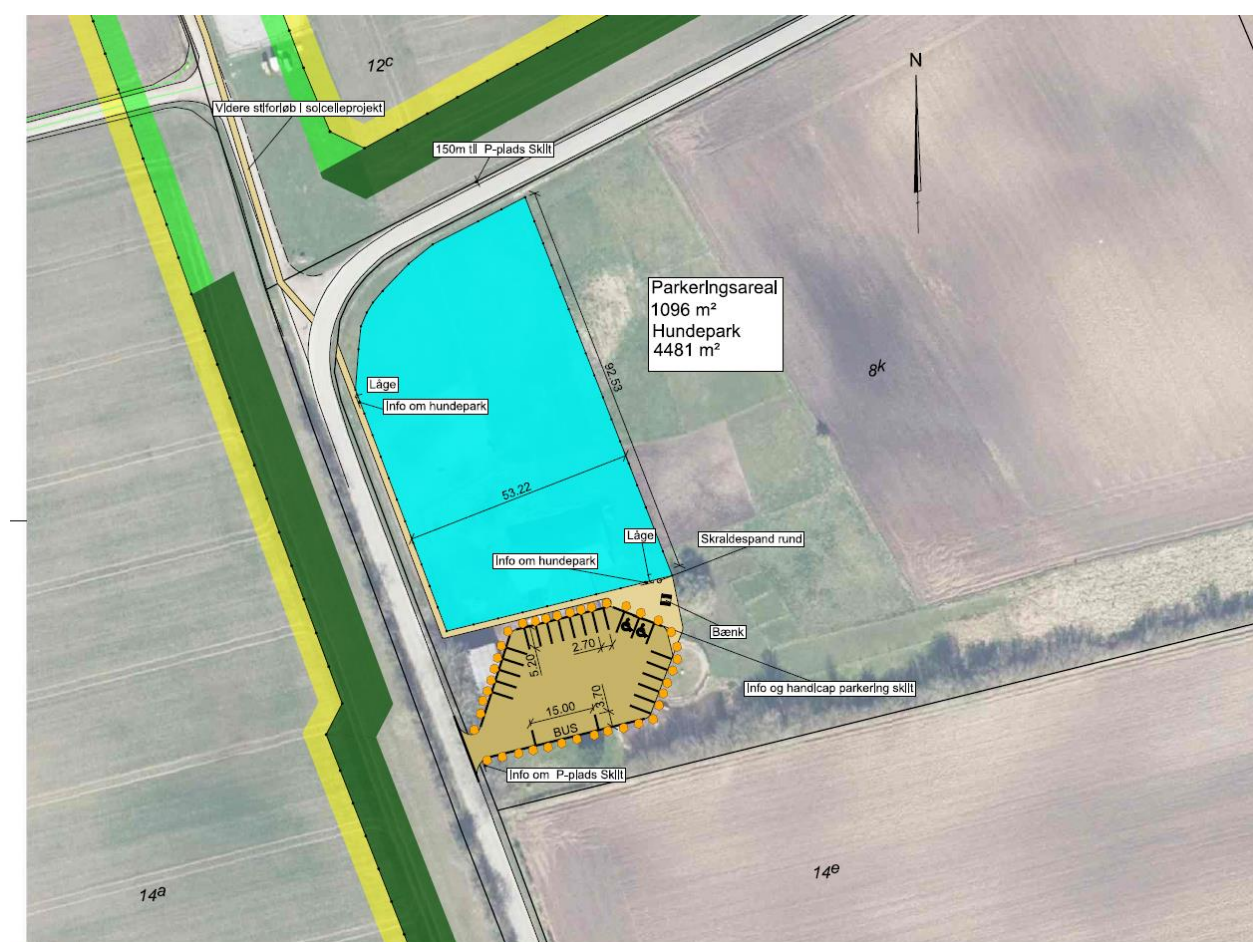 N
12c
Videre stiforløb i solcelleprojekt
150m til P-plads Skilt
Parkeringsareal
1096 m²
Hundepark
4481 m²
8k
92.53
Låge
Info om hundepark
53.22
Låge
Info om hundepark
Skraldespand rund
Bænk
5.20
2.70
Info og handicap parkering skilt
15.00
3.70
BUS
Info om P-plads Skilt
14a
14e